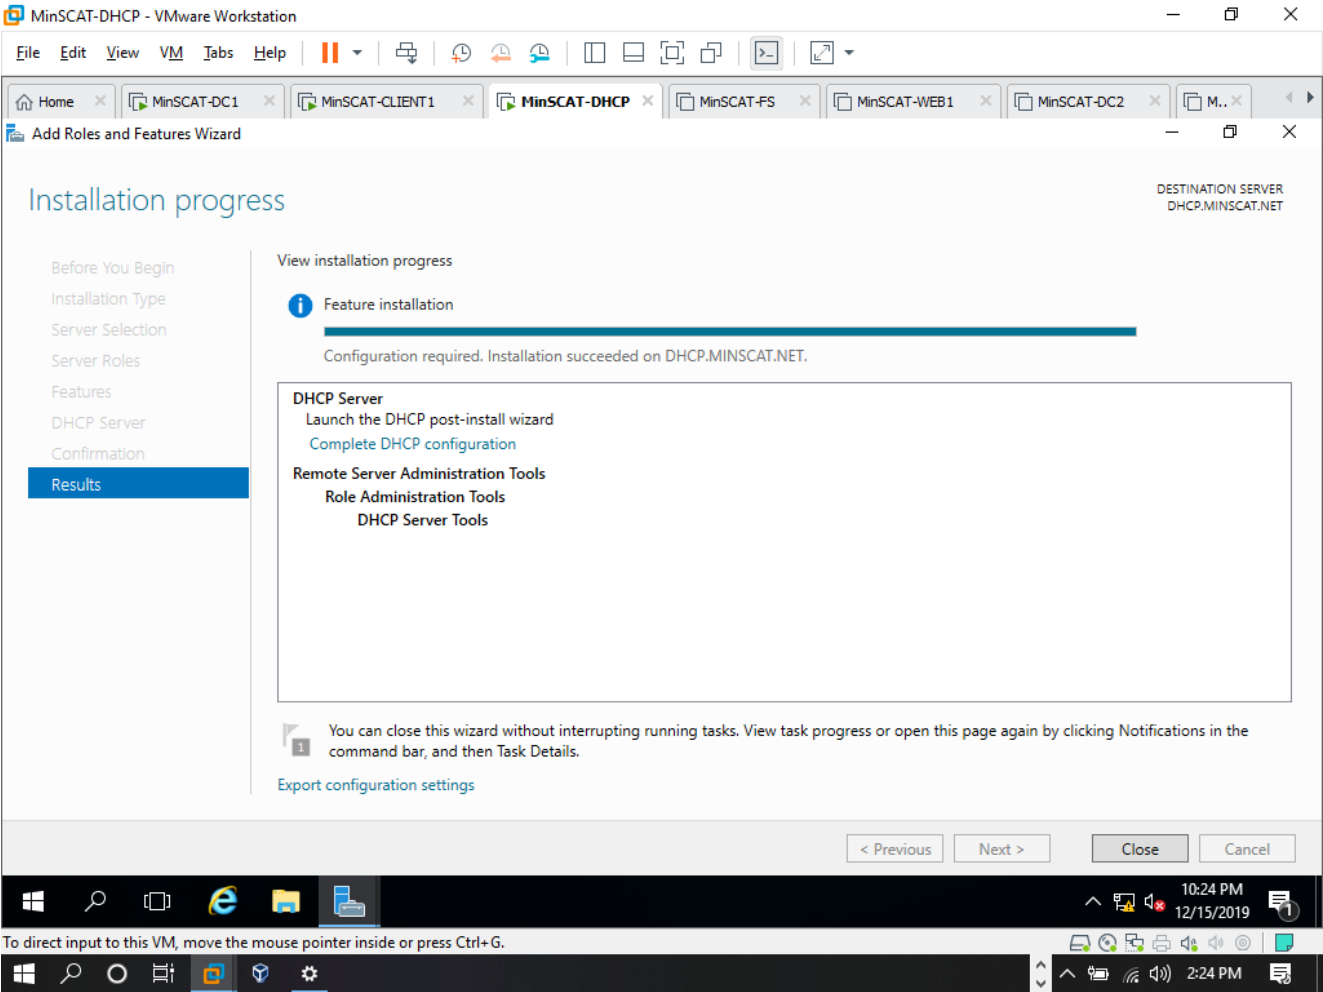 MinSCAT-DHCP - VMware Workstation
File Edit View VM Tabs Help
Home MinSCAT-DC1 MinSCAT-CLIENT1 MinSCAT-DHCP MinSCAT-FS MinSCAT-WEB1 MinSCAT-DC2 M..
Add Roles and Features Wizard
Installation progress
DESTINATION SERVER
DHCP.MINSCAT.NET
Before You Begin
Installation Type
Server Selection
Server Roles
Features
DHCP Server
Confirmation
Results
View installation progress
Feature installation
Configuration required. Installation succeeded on DHCP.MINSCAT.NET.
DHCP Server
Launch the DHCP post-install wizard
Complete DHCP configuration
Remote Server Administration Tools
Role Administration Tools
DHCP Server Tools
1
You can close this wizard without interrupting running tasks. View task progress or open this page again by clicking Notifications in the
command bar, and then Task Details.
Export configuration settings
< Previous Next > Close Cancel
10:24 PM
12/15/2019
1
To direct input to this VM, move the mouse pointer inside or press Ctrl+G.
2:24 PM